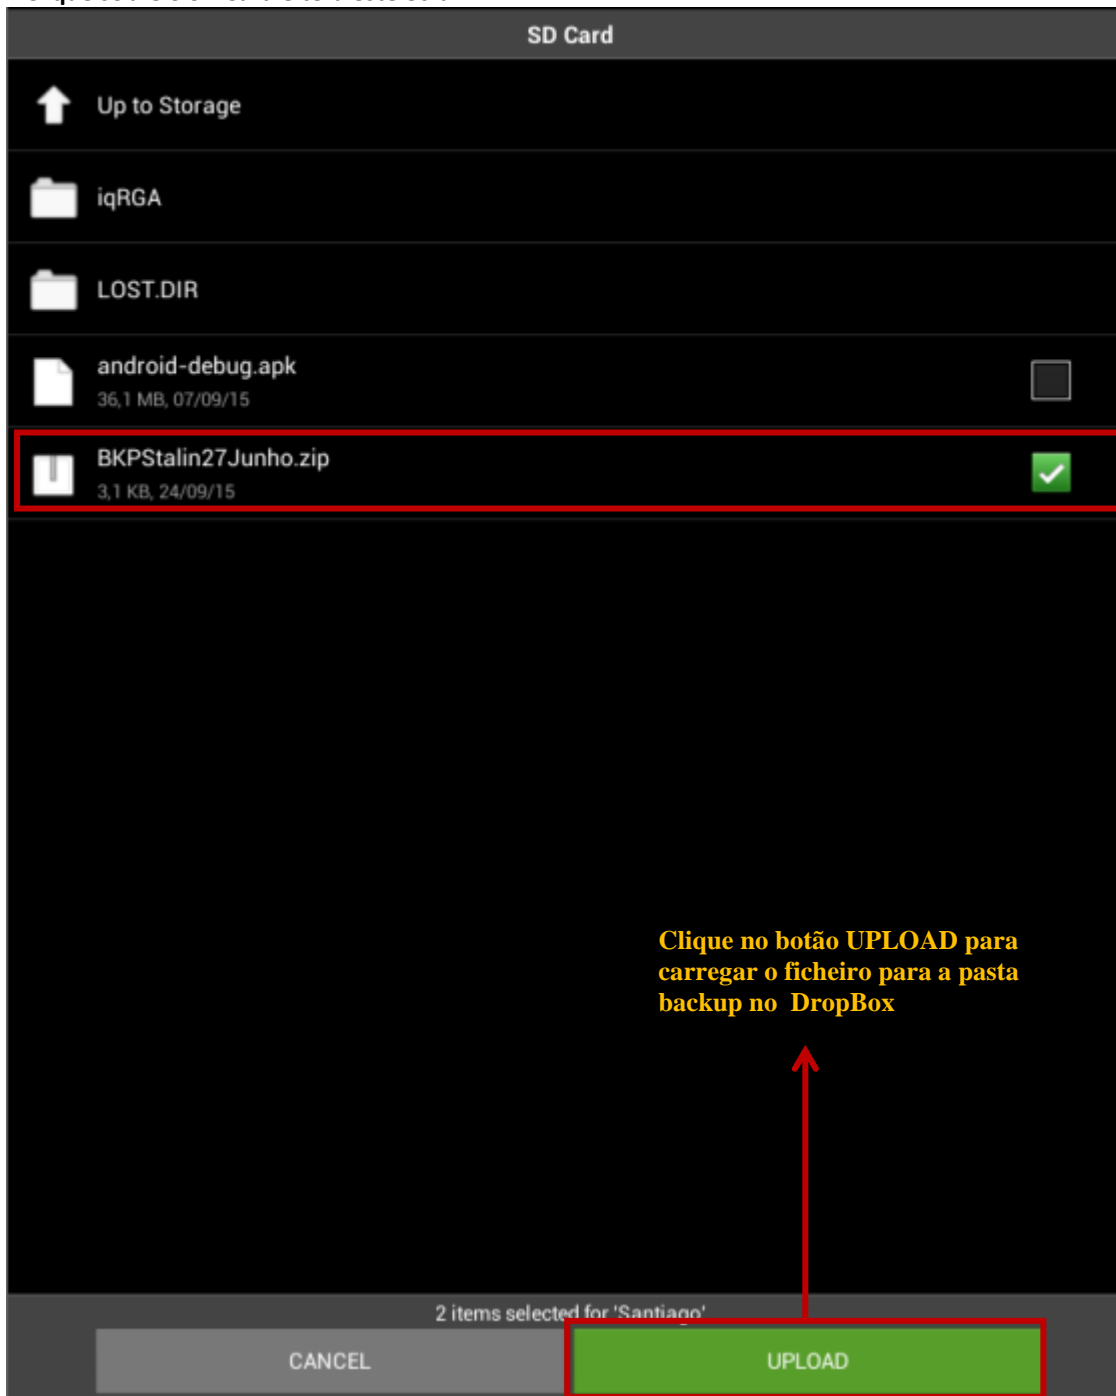 SD Card
Up to Storage
iqRGA
LOST.DIR
android-debug.apk
36,1 MB, 07/09/15
BKPStalin27Junho.zip
3,1 KB, 24/09/15
Clique no botão UPLOAD para
carregar o ficheiro para a pasta
backup no DropBox
2 items selected for 'Santiago'
CANCEL
UPLOAD